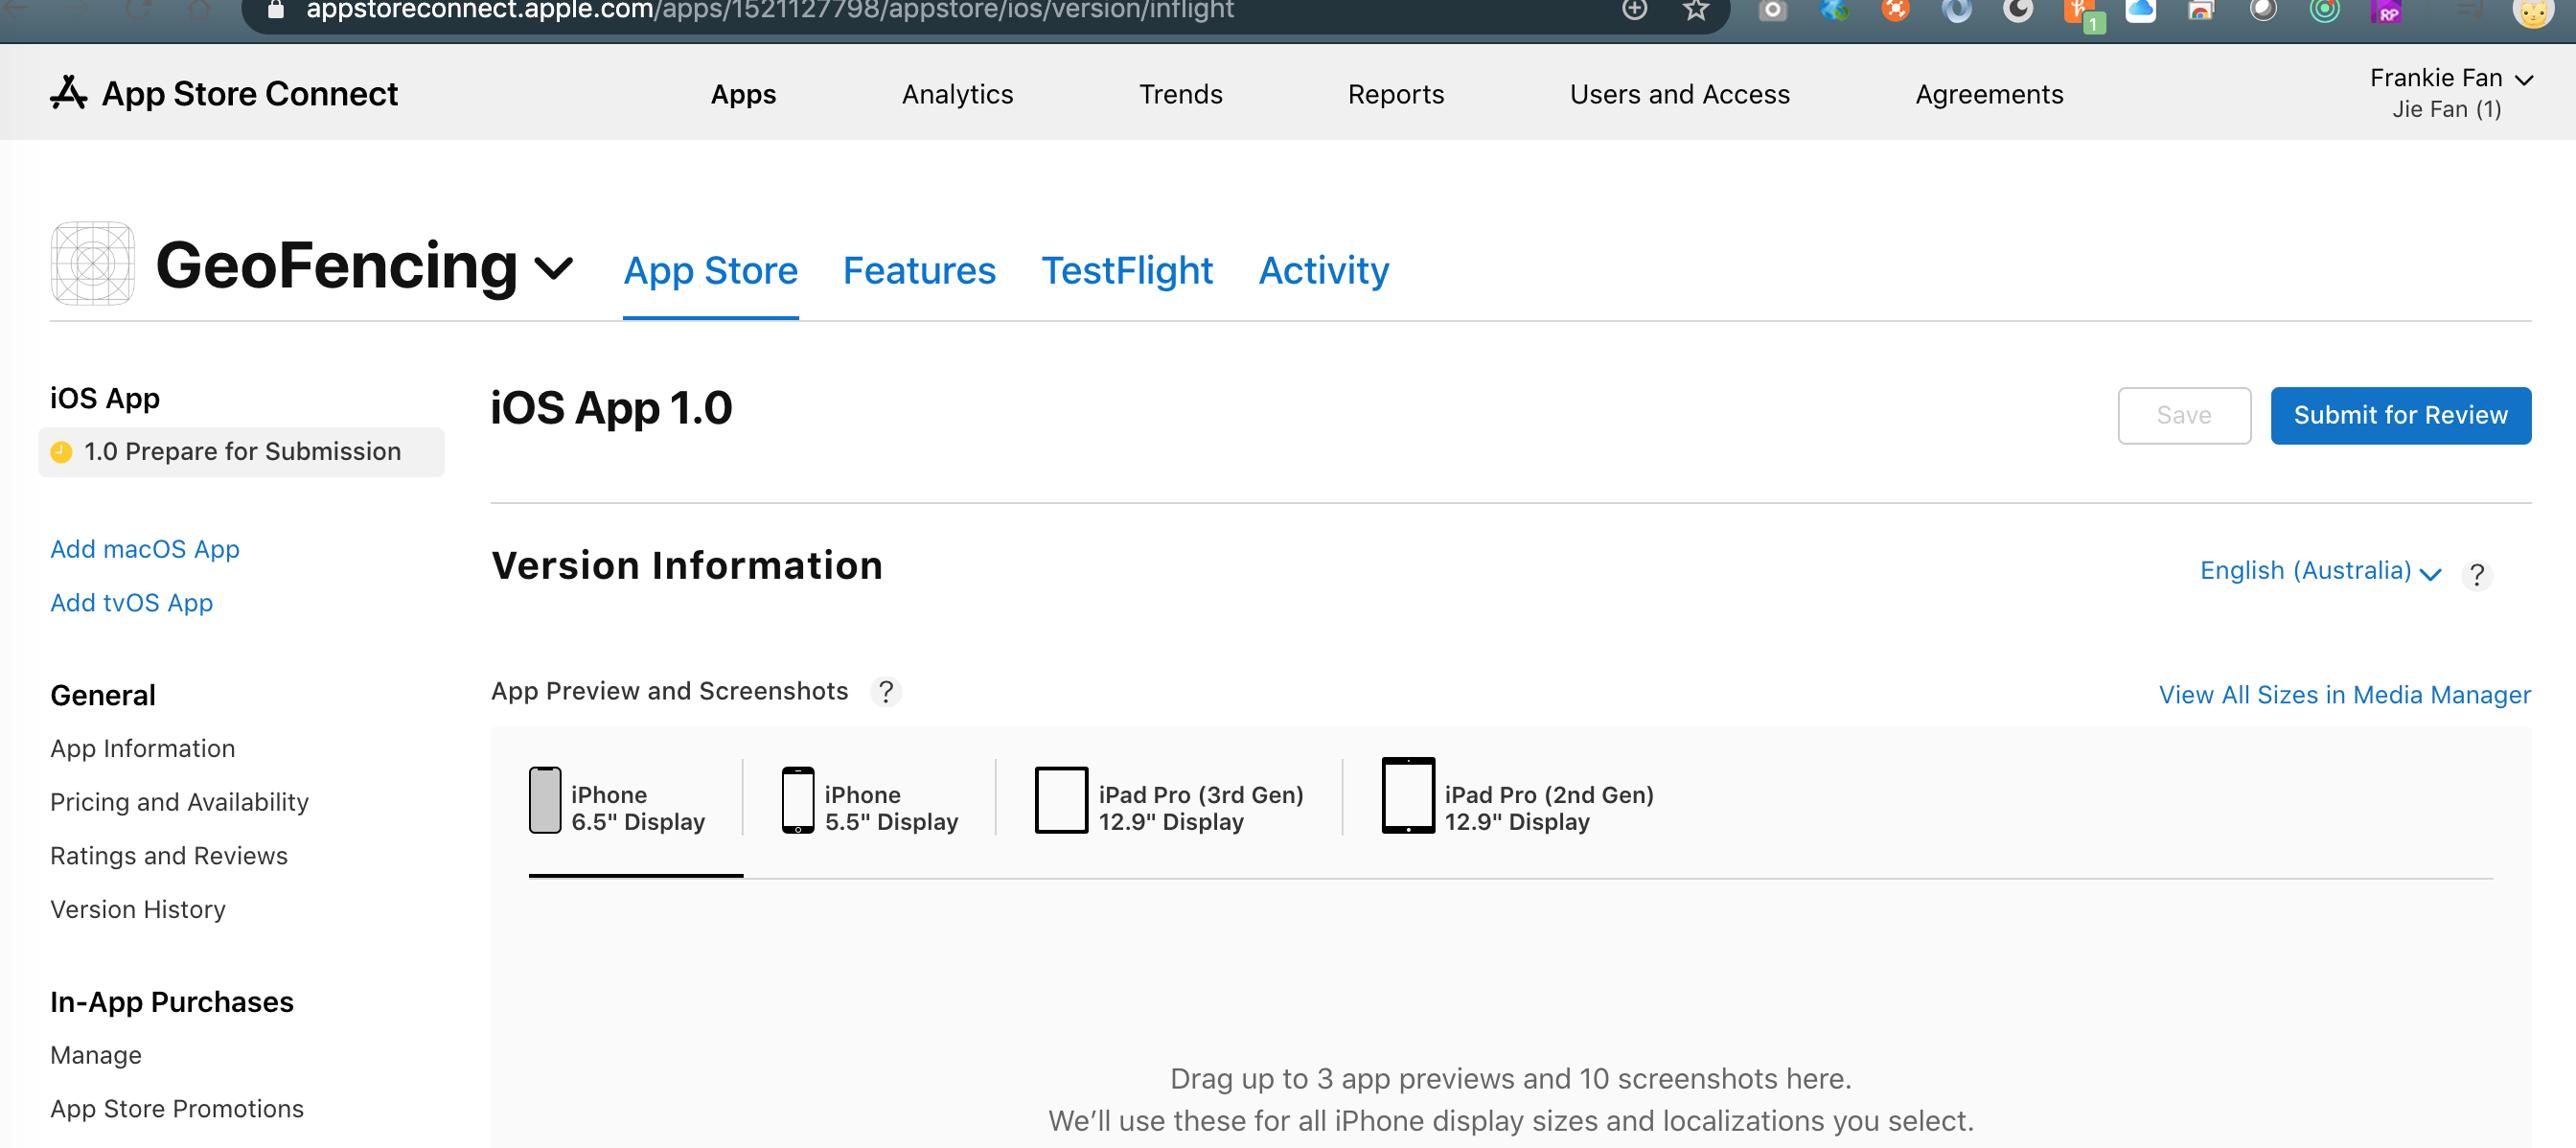 appstoreconnect.apple.com/apps/1521127798/appstore/ios/version/inflight
1
RP
App Store Connect
Apps
Analytics
Trends
Reports
Users and Access
Agreements
Frankie Fan
Jie Fan (1)
GeoFencing
App Store
Features
TestFlight
Activity
iOS App
1.0 Prepare for Submission
Add macOS App
Add tvOS App
General
App Information
Pricing and Availability
Ratings and Reviews
Version History
In-App Purchases
Manage
App Store Promotions
iOS App 1.0
Save
Submit for Review
Version Information
English (Australia)
?
App Preview and Screenshots
?
View All Sizes in Media Manager
iPhone
6.5" Display
iPhone
5.5" Display
iPad Pro (3rd Gen)
12.9" Display
iPad Pro (2nd Gen)
12.9" Display
Drag up to 3 app previews and 10 screenshots here.
We’ll use these for all iPhone display sizes and localizations you select.